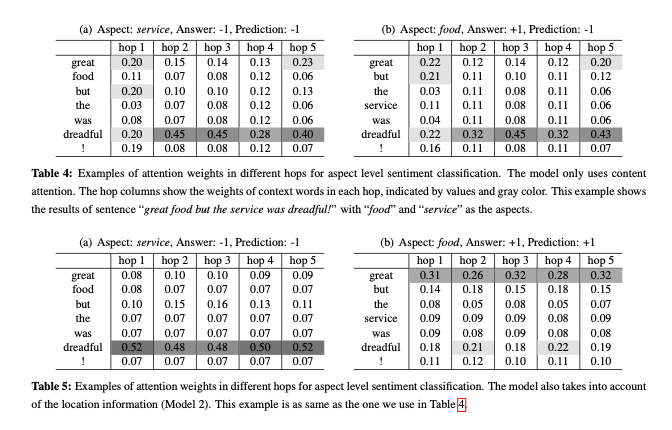 (a) Aspect: service, Answer: -1, Prediction: -1
hop 1 hop 2 hop 3 hop 4 hop 5
great 0.20 0.15 0.14 0.13 0.23
food 0.11 0.07 0.08 0.12 0.06
but 0.20 0.10 0.10 0.12 0.13
the 0.03 0.07 0.08 0.12 0.06
was 0.08 0.07 0.08 0.12 0.06
dreadful 0.20 0.45 0.45 0.28 0.40
! 0.19 0.08 0.08 0.12 0.07
(b) Aspect: food, Answer: +1, Prediction: -1
hop 1 hop 2 hop 3 hop 4 hop 5
great 0.22 0.12 0.14 0.12 0.20
but 0.21 0.11 0.10 0.11 0.12
the 0.03 0.11 0.08 0.11 0.06
service 0.11 0.11 0.08 0.11 0.06
was 0.04 0.11 0.08 0.11 0.06
dreadful 0.22 0.32 0.45 0.32 0.43
! 0.16 0.11 0.08 0.11 0.07
Table 4: Examples of attention weights in different hops for aspect level sentiment classification. The model only uses content
attention. The hop columns show the weights of context words in each hop, indicated by values and gray color. This example shows
the results of sentence “great food but the service was dreadful!” with “food” and “service” as the aspects.
(a) Aspect: service, Answer: -1, Prediction: -1
hop 1 hop 2 hop 3 hop 4 hop 5
great 0.08 0.10 0.10 0.09 0.09
food 0.08 0.07 0.07 0.07 0.07
but 0.10 0.15 0.16 0.13 0.11
the 0.07 0.07 0.07 0.07 0.07
was 0.07 0.07 0.07 0.07 0.07
dreadful 0.52 0.48 0.48 0.50 0.52
! 0.07 0.07 0.07 0.07 0.07
(b) Aspect: food, Answer: +1, Prediction: +1
hop 1 hop 2 hop 3 hop 4 hop 5
great 0.31 0.26 0.32 0.28 0.32
but 0.14 0.18 0.15 0.18 0.15
the 0.08 0.05 0.08 0.05 0.07
service 0.09 0.09 0.09 0.08 0.09
was 0.09 0.08 0.09 0.08 0.08
dreadful 0.18 0.21 0.18 0.22 0.19
! 0.11 0.12 0.10 0.11 0.10
Table 5: Examples of attention weights in different hops for aspect level sentiment classification. The model also takes into account
of the location information (Model 2). This example is as same as the one we use in Table 4.